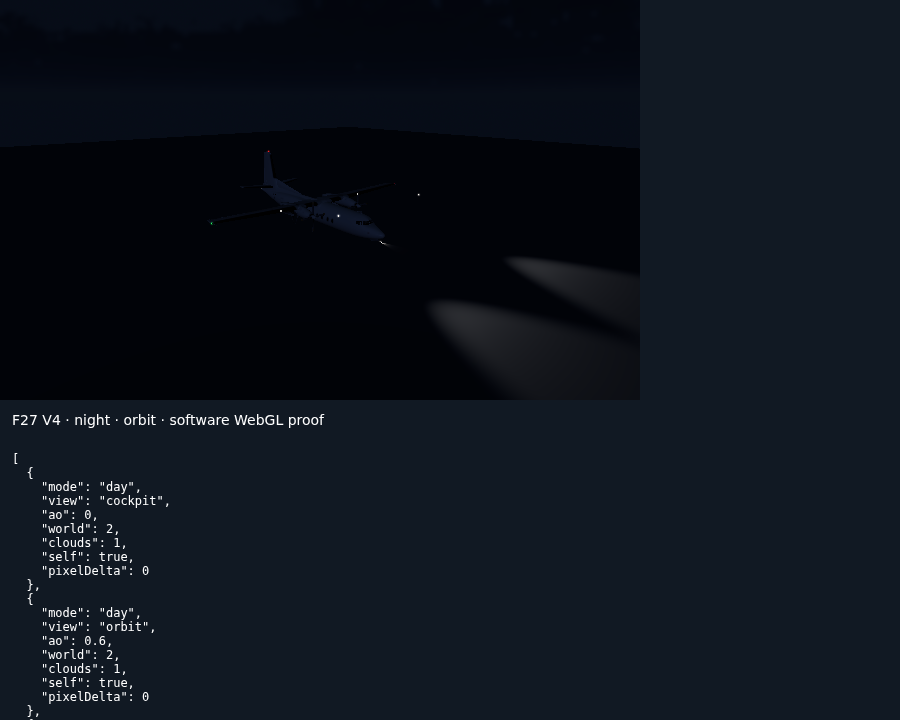 F27 V4 · night · orbit · software WebGL proof
[
  {
    "mode": "day",
    "view": "cockpit",
    "ao": 0,
    "world": 2,
    "clouds": 1,
    "self": true,
    "pixelDelta": 0
  },
  {
    "mode": "day",
    "view": "orbit",
    "ao": 0.6,
    "world": 2,
    "clouds": 1,
    "self": true,
    "pixelDelta": 0
  },